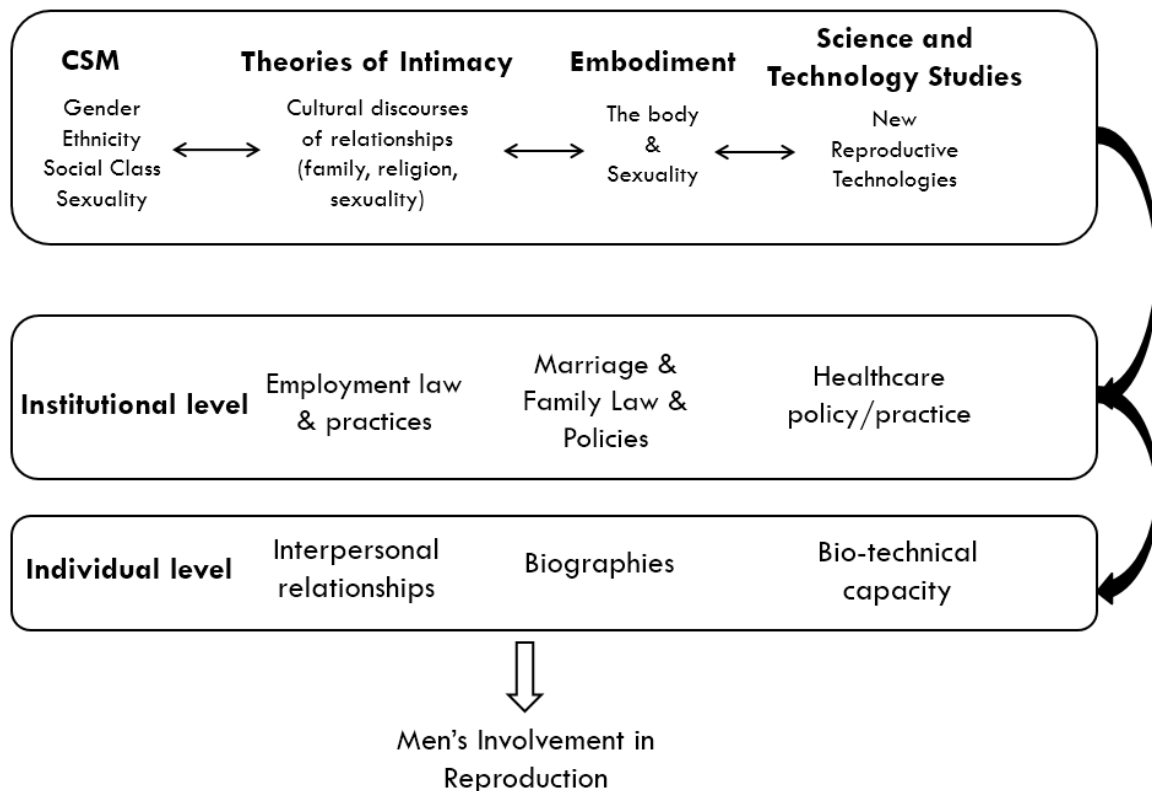 CSM
Gender
Ethnicity
Social Class
Sexuality
Theories of Intimacy
Cultural discourses
of relationships
(family, religion,
sexuality)
Embodiment
The body
&
Sexuality
Science and
Technology Studies
New
Reproductive
Technologies
Institutional level
Employment law
& practices
Marriage &
Family Law &
Policies
Healthcare
policy/practice
Individual level
Interpersonal
relationships
Biographies
Bio-technical
capacity
Men's Involvement in
Reproduction